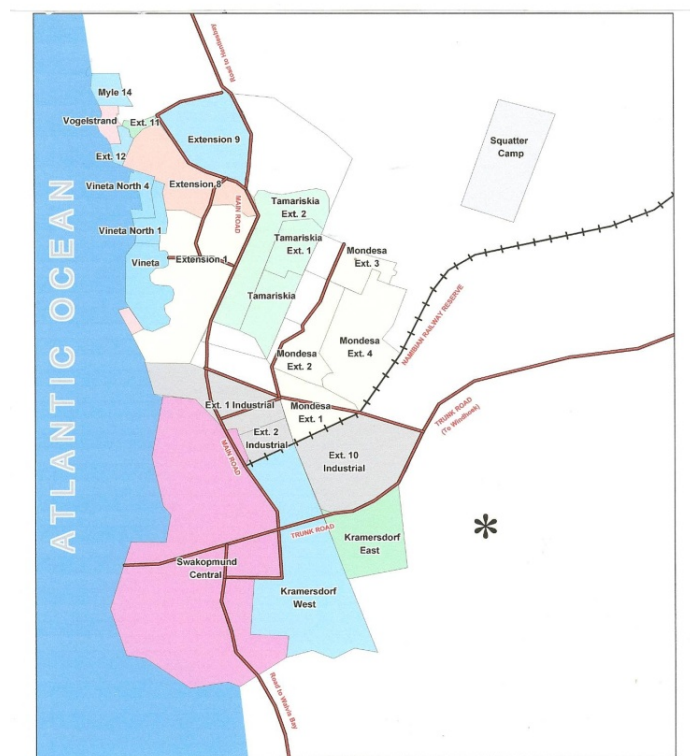 Road to Hentiesbay
Myle 14
Vogelstrand
Ext. 11
Extension 9
Squatter
Camp
Ext. 12
Vineta North 4
Extension 8
MAIN ROAD
Tamariskia
Ext. 2
Vineta North 1
Tamariskia
Ext. 1
Mondesa
Ext. 3
Vineta
Extension 1
Tamariskia
NAMIBIAN RAILWAY RESERVE
Mondesa
Ext. 4
Mondesa
Ext. 2
ATLANTIC OCEAN
Ext. 1 Industrial
Mondesa
Ext. 1
TRUNK ROAD
(To Windhoek)
Ext. 2
Industrial
MAIN ROAD
Ext. 10
Industrial
TRUNK ROAD
Kramersdorf
East
*
Swakopmund
Central
Kramersdorf
West
Road to Walvis Bay